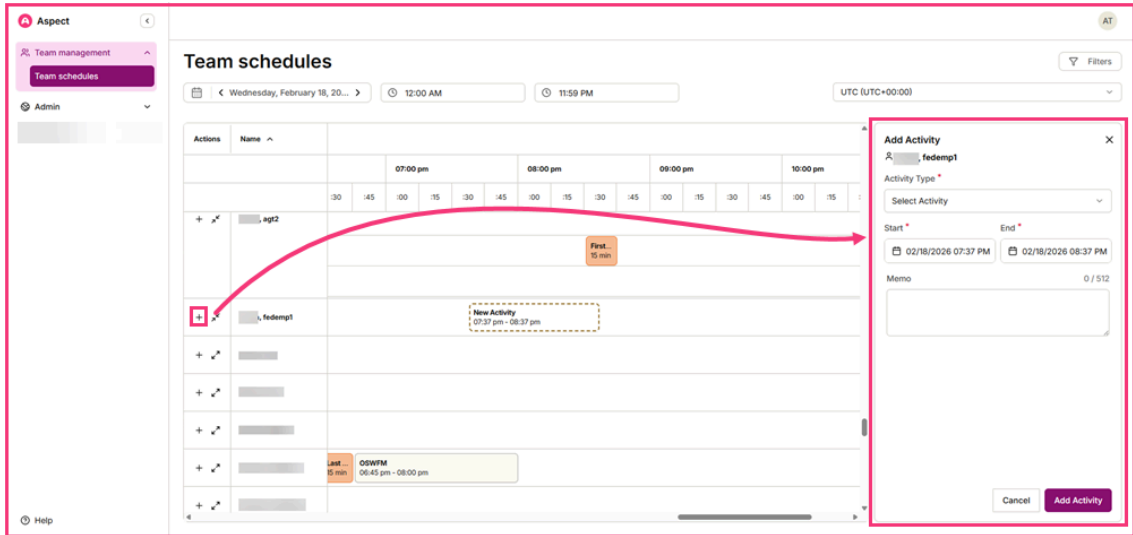 Aspect
AT
Team management
Team schedules
Admin
Help
Team schedules
Filters
Wednesday, February 18, 20...
12:00 AM
11:59 PM
UTC (UTC+00:00)
Actions Name
07:00 pm 08:00 pm 09:00 pm 10:00 pm
:30 :45 :00 :15 :30 :45 :00 :15 :30 :45 :00 :15 :30 :45 :00 :15
, agt2
First...
15 min
, fedemp1
New Activity
07:37 pm - 08:37 pm
Last ...
15 min
OSWFM
06:45 pm - 08:00 pm
Add Activity
, fedemp1
Activity Type *
Select Activity
Start * End *
02/18/2026 07:37 PM 02/18/2026 08:37 PM
Memo 0 / 512
Cancel Add Activity